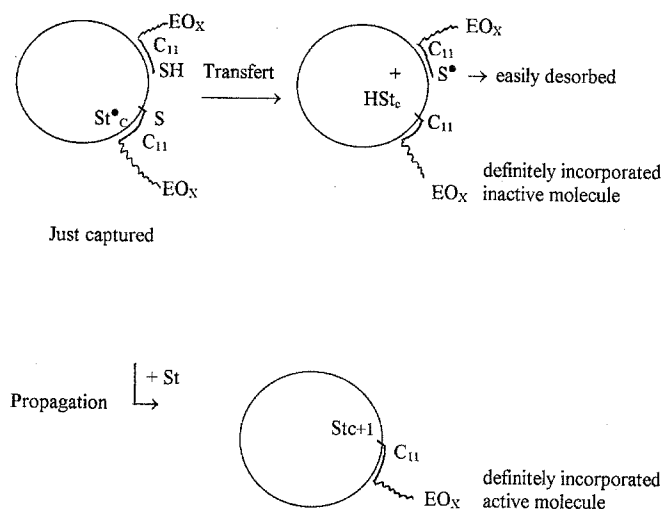 EOX
C11
SH
St•C S
C11
EOX
Just captured
Transfert
EOX
C11
+
S• → easily desorbed
HStc
C11
EOX
definitely incorporated
inactive molecule
Propagation
+ St
Stc+1
C11
EOX
definitely incorporated
active molecule